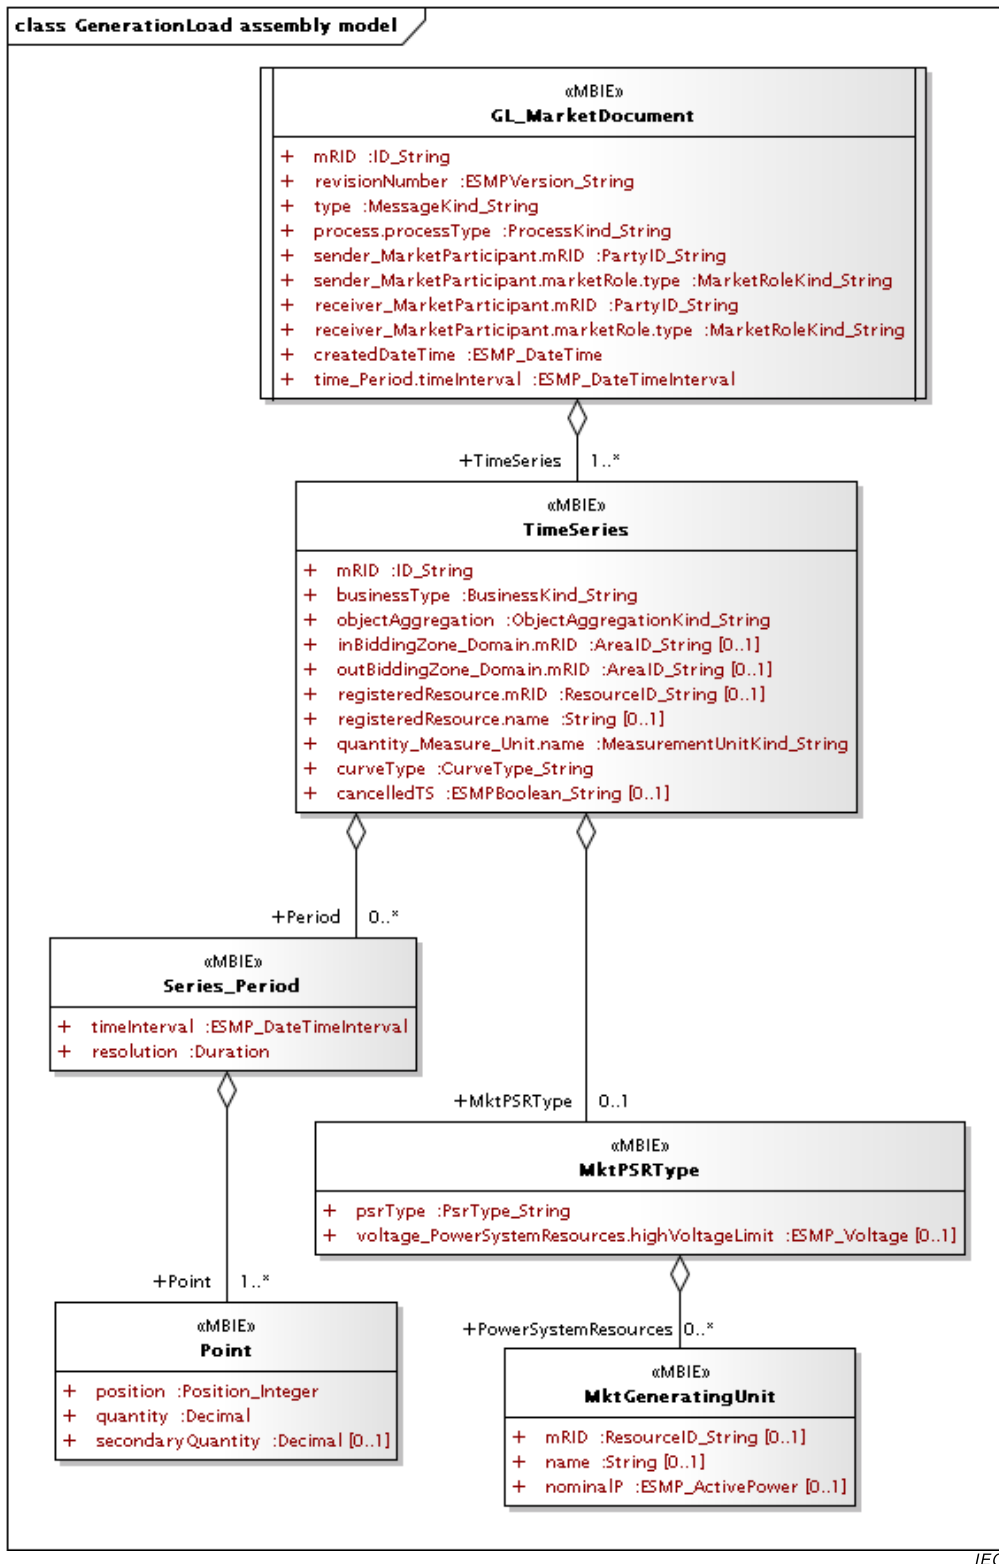 class GenerationLoad assembly model
«MBIE»
GL_MarketDocument
+ mRID :ID_String
+ revisionNumber :ESMPVersion_String
+ type :MessageKind_String
+ process.processType :ProcessKind_String
+ sender_MarketParticipant.mRID :PartyID_String
+ sender_MarketParticipant.marketRole.type :MarketRoleKind_String
+ receiver_MarketParticipant.mRID :PartyID_String
+ receiver_MarketParticipant.marketRole.type :MarketRoleKind_String
+ createdDateTime :ESMP_DateTime
+ time_Period.timeInterval :ESMP_DateTimeInterval
+TimeSeries 1..*
«MBIE»
TimeSeries
+ mRID :ID_String
+ businessType :BusinessKind_String
+ objectAggregation :ObjectAggregationKind_String
+ inBiddingZone_Domain.mRID :AreaID_String [0..1]
+ outBiddingZone_Domain.mRID :AreaID_String [0..1]
+ registeredResource.mRID :ResourceID_String [0..1]
+ registeredResource.name :String [0..1]
+ quantity_Measure_Unit.name :MeasurementUnitKind_String
+ curveType :CurveType_String
+ cancelledTS :ESMPBoolean_String [0..1]
+Period 0..*
«MBIE»
Series_Period
+ timeInterval :ESMP_DateTimeInterval
+ resolution :Duration
+MktPSRType 0..1
«MBIE»
MktPSRType
+ psrType :PsrType_String
+ voltage_PowerSystemResources.highVoltageLimit :ESMP_Voltage [0..1]
+Point 1..*
«MBIE»
Point
+ position :Position_Integer
+ quantity :Decimal
+ secondaryQuantity :Decimal [0..1]
+PowerSystemResources 0..*
«MBIE»
MktGeneratingUnit
+ mRID :ResourceID_String [0..1]
+ name :String [0..1]
+ nominalP :ESMP_ActivePower [0..1]
IEC